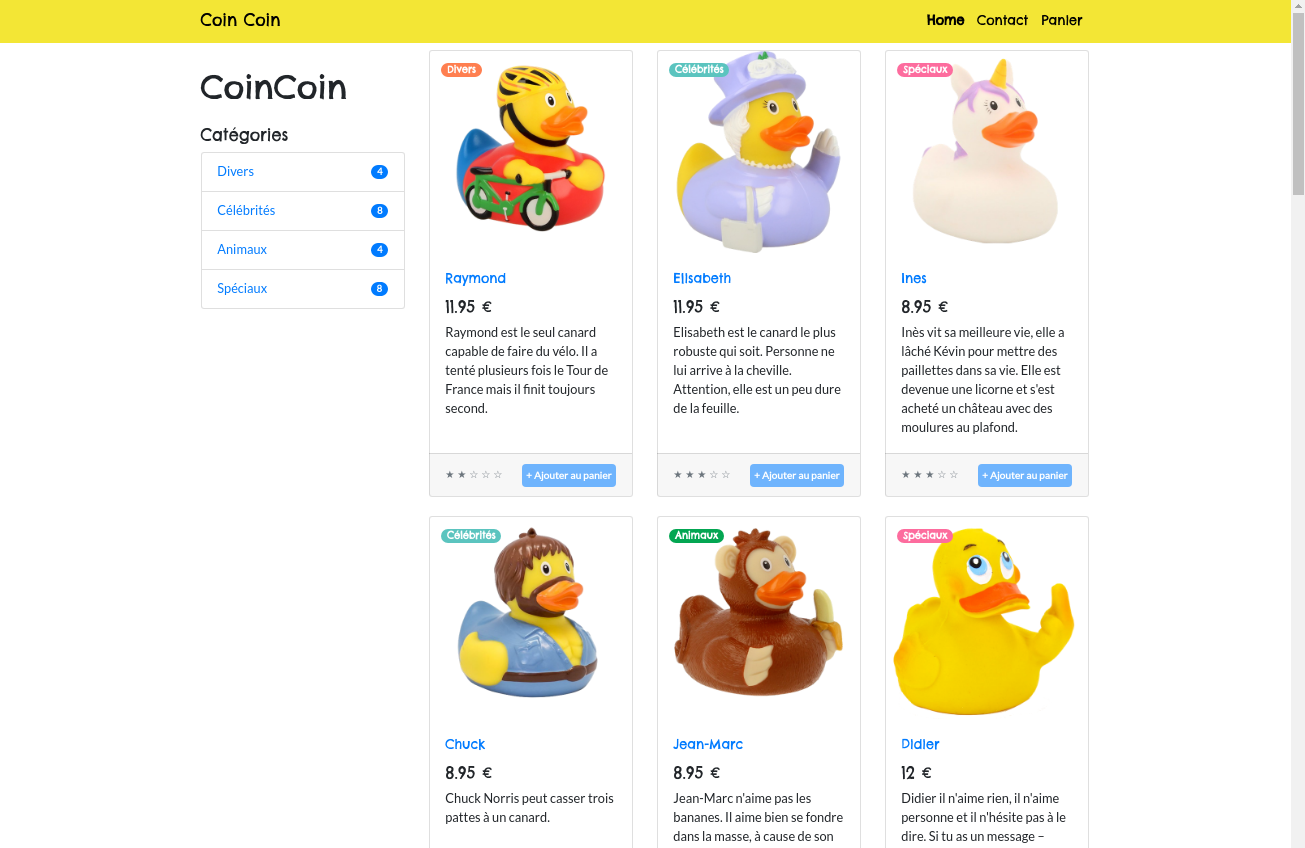 Coin Coin
Home Contact Panier
CoinCoin
Catégories
Divers 4
Célébrités 8
Animaux 4
Spéciaux 8
Divers
Raymond
11.95 €
Raymond est le seul canard
capable de faire du vélo. Il a
tenté plusieurs fois le Tour de
France mais il finit toujours
second.
★ ★ ☆ ☆ ☆ + Ajouter au panier
Célébrités
Elisabeth
11.95 €
Elisabeth est le canard le plus
robuste qui soit. Personne ne
lui arrive à la cheville.
Attention, elle est un peu dure
de la feuille.
★ ★ ★ ☆ ☆ + Ajouter au panier
Spéciaux
Ines
8.95 €
Inès vit sa meilleure vie, elle a
lâché Kévin pour mettre des
paillettes dans sa vie. Elle est
devenue une licorne et s'est
acheté un château avec des
moulures au plafond.
★ ★ ★ ☆ ☆ + Ajouter au panier
Célébrités
Chuck
8.95 €
Chuck Norris peut casser trois
pattes à un canard.
Animaux
Jean-Marc
8.95 €
Jean-Marc n'aime pas les
bananes. Il aime bien se fondre
dans la masse, à cause de son
Spéciaux
Didier
12 €
Didier il n'aime rien, il n'aime
personne et il n'hésite pas à le
dire. Si tu as un message –